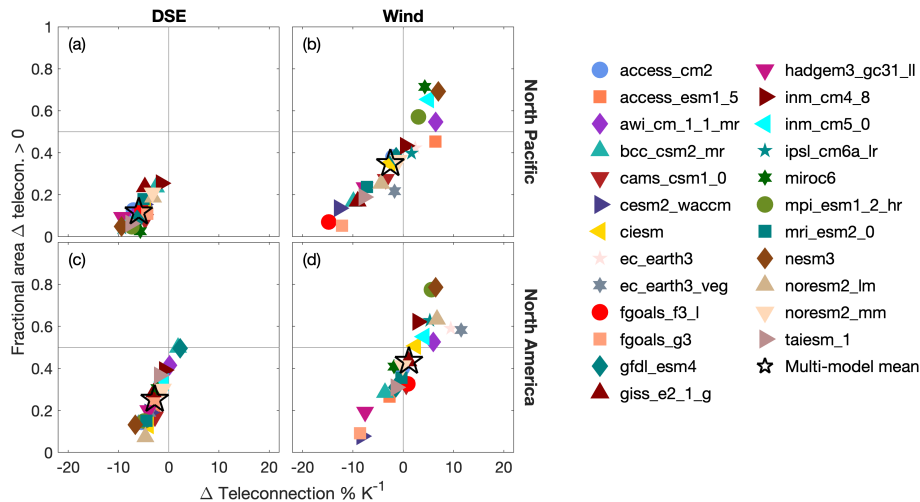 DSE
Wind
(a)
(b)
1
0.8
0.6
0.4
0.2
0
North Pacific
Fractional area Δ telecon. > 0
(c)
(d)
0.8
0.6
0.4
0.2
0
North America
-20 -10 0 10 20
-20 -10 0 10 20
Δ Teleconnection % K-1
access_cm2
access_esm1_5
awi_cm_1_1_mr
bcc_csm2_mr
cams_csm1_0
cesm2_waccm
ciesm
ec_earth3
ec_earth3_veg
fgoals_f3_l
fgoals_g3
gfdl_esm4
giss_e2_1_g
hadgem3_gc31_ll
inm_cm4_8
inm_cm5_0
ipsl_cm6a_lr
miroc6
mpi_esm1_2_hr
mri_esm2_0
nesm3
noresm2_lm
noresm2_mm
taiesm_1
Multi-model mean